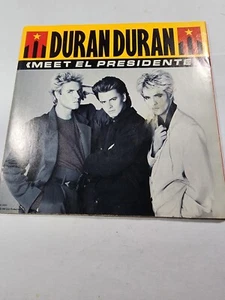 DURAN DURAN
(MEET EL PRESIDENTE)